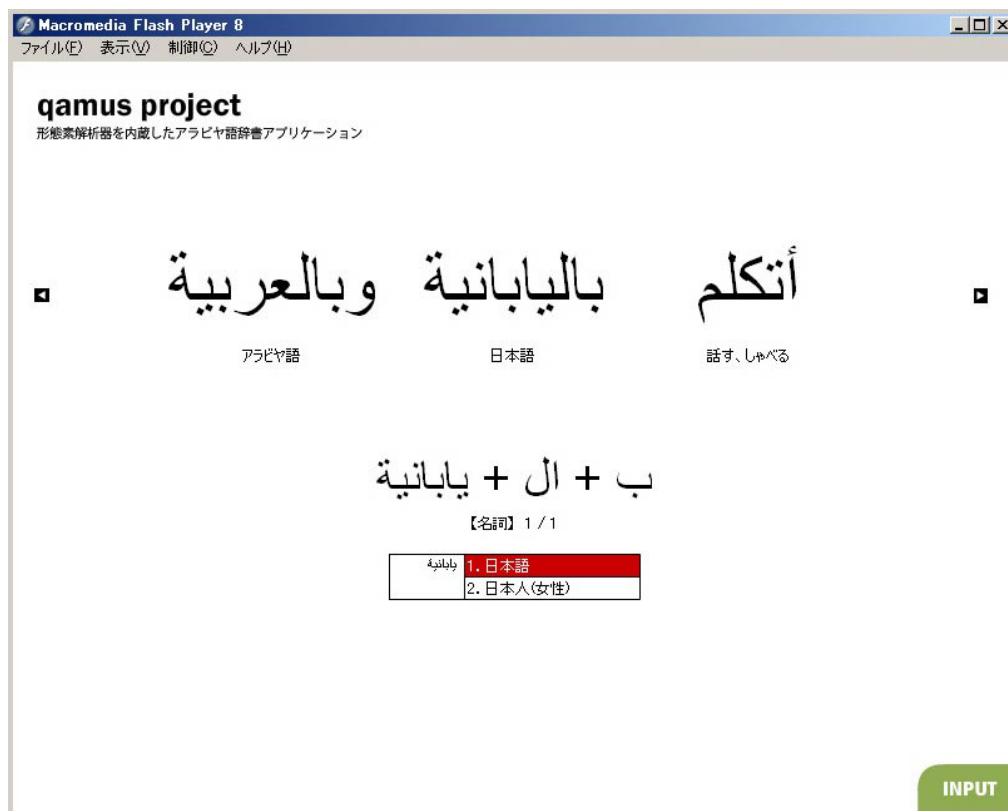 Macromedia Flash Player 8
ファイル(F) 表示(V) 制御(C) ヘルプ(H)
qamus project
形態素解析器を内蔵したアラビヤ語辞書アプリケーション
أتكلم باليابانية وبالعربية
アラビヤ語 日本語 話す、しゃべる
ب + ال + يابانية
【名詞】 1 / 1
يابانية 1. 日本語
2. 日本人(女性)
INPUT